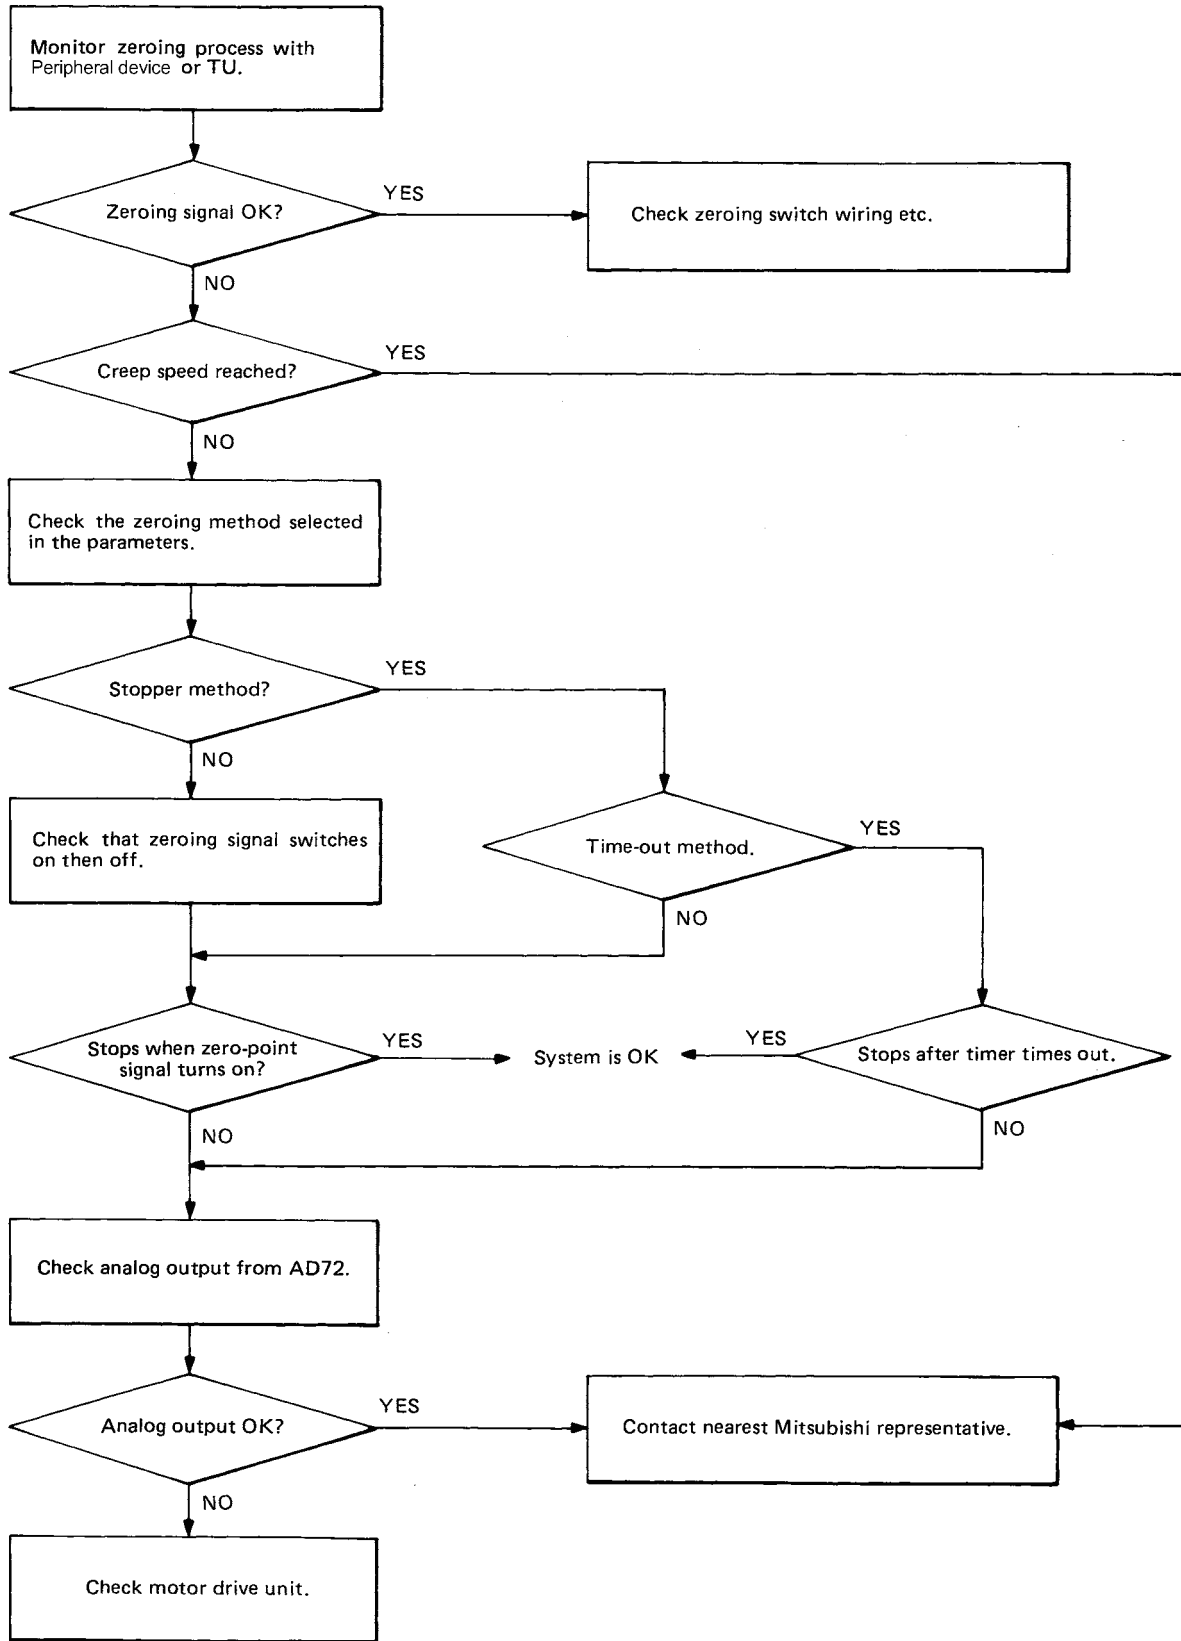 Monitor zeroing process with
Peripheral device or TU.
Zeroing signal OK?
YES
Check zeroing switch wiring etc.
NO
Creep speed reached?
YES
NO
Check the zeroing method selected
in the parameters.
Stopper method?
YES
NO
Check that zeroing signal switches
on then off.
Time-out method.
YES
NO
Stops when zero-point
signal turns on?
YES
System is OK
YES
Stops after timer times out.
NO
NO
Check analog output from AD72.
Analog output OK?
YES
Contact nearest Mitsubishi representative.
NO
Check motor drive unit.